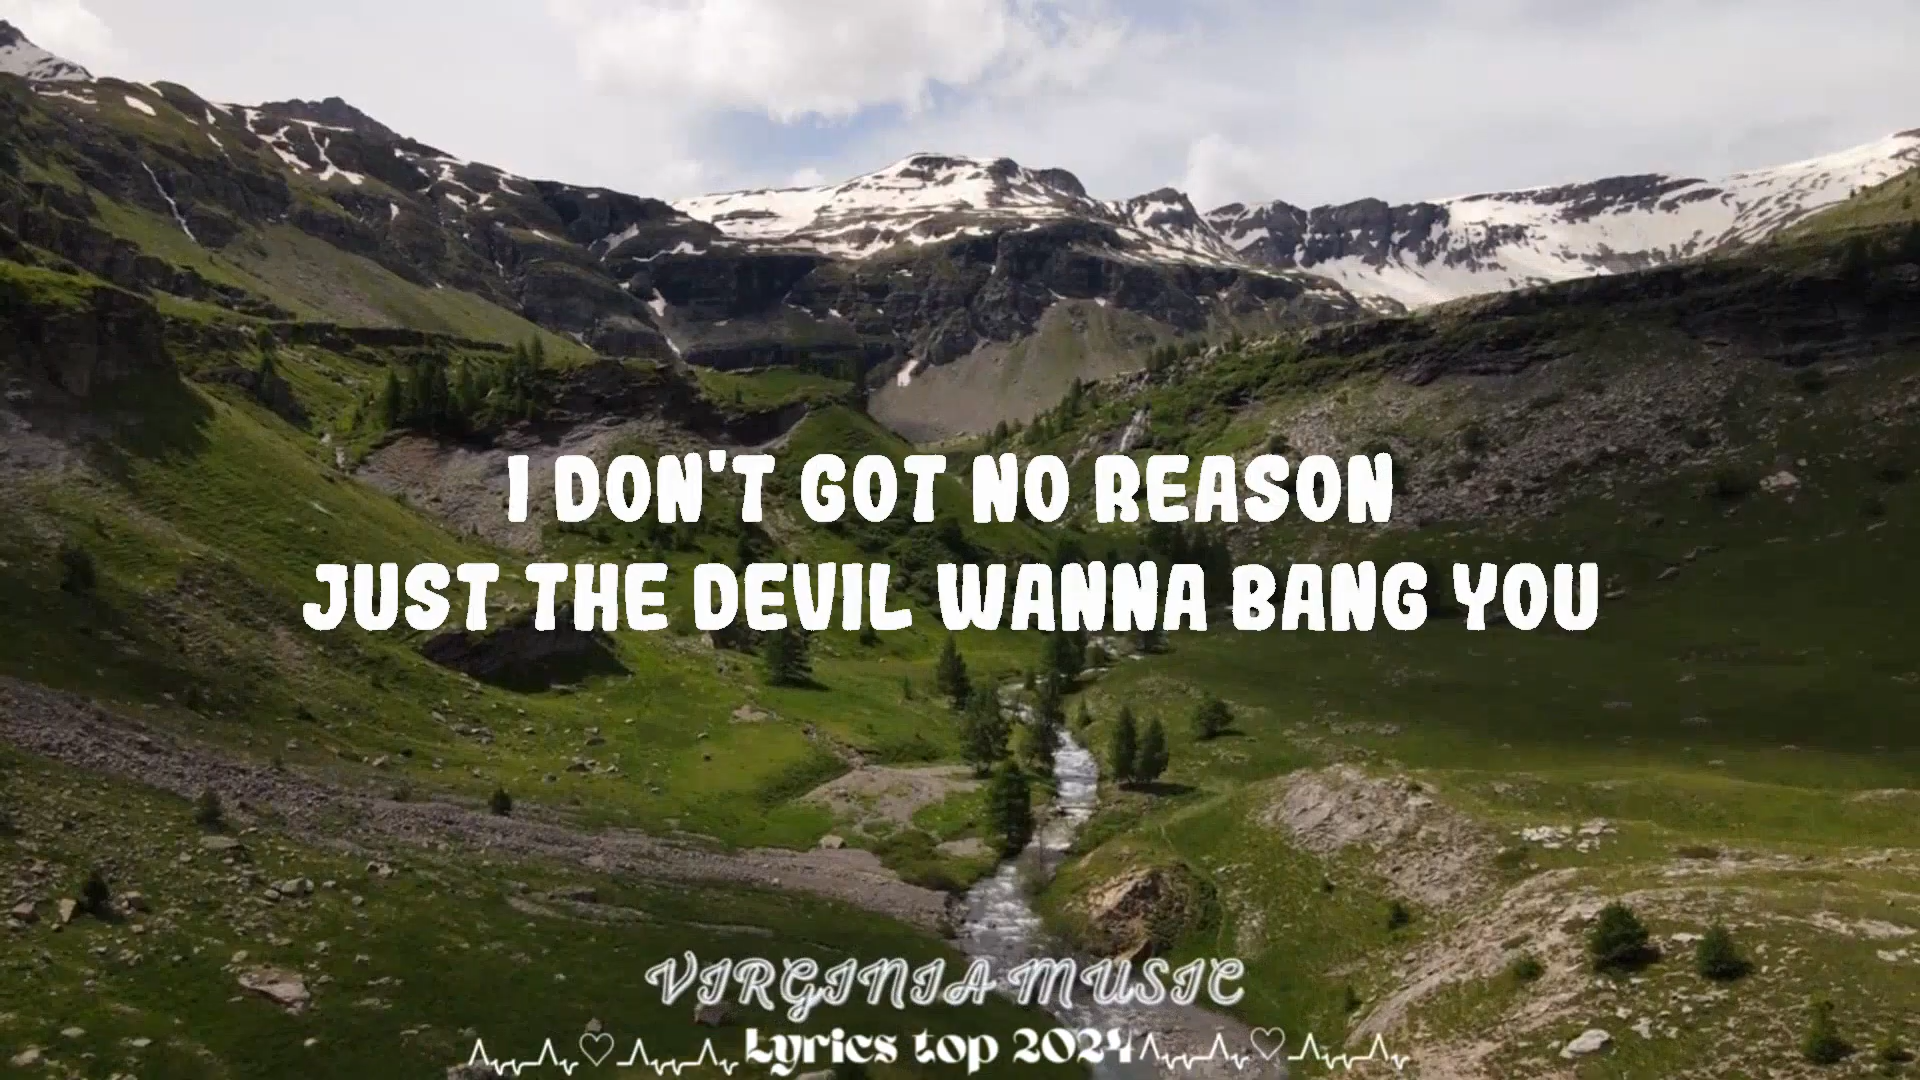 I DON'T GOT NO REASON
JUST THE DEVIL WANNA BANG YOU
VIRGINIA MUSIC
Lyrics top 2024